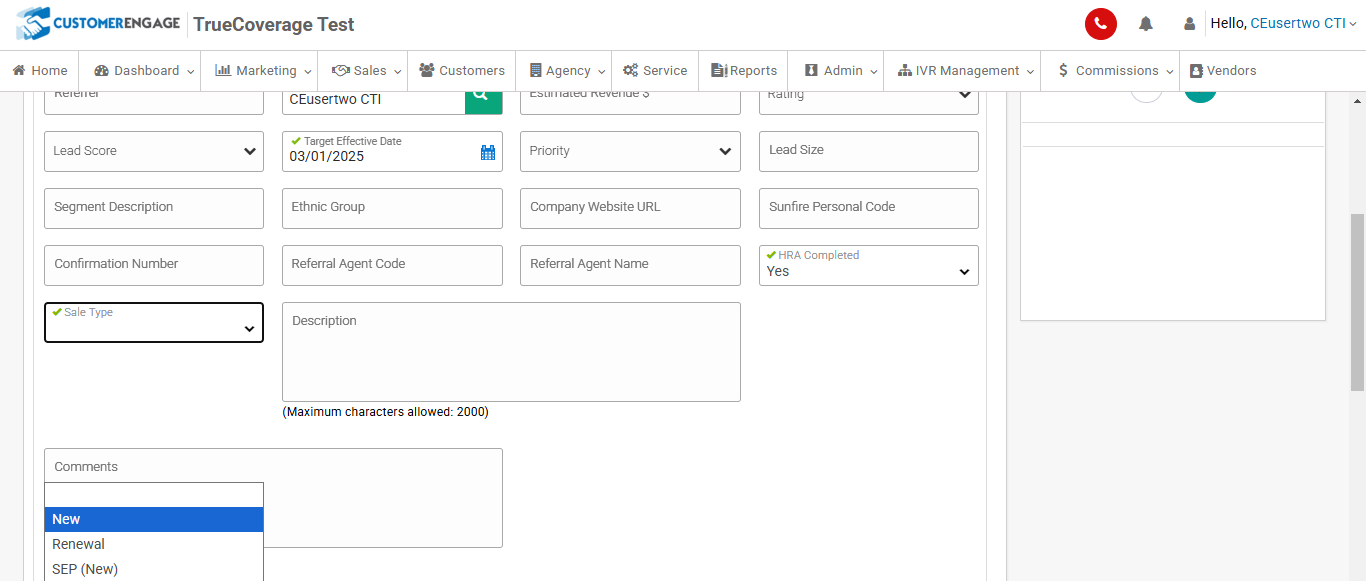 CUSTOMERENGAGE TrueCoverage Test Hello, CEusertwo CTI
Home Dashboard Marketing Sales Customers Agency Service Reports Admin IVR Management $ Commissions Vendors
Referrer CEusertwo CTI Estimated Revenue $ Rating
Lead Score Target Effective Date Priority Lead Size
03/01/2025
Segment Description Ethnic Group Company Website URL Sunfire Personal Code
Confirmation Number Referral Agent Code Referral Agent Name HRA Completed
Yes
Sale Type Description
(Maximum characters allowed: 2000)
Comments
New
Renewal
SEP (New)